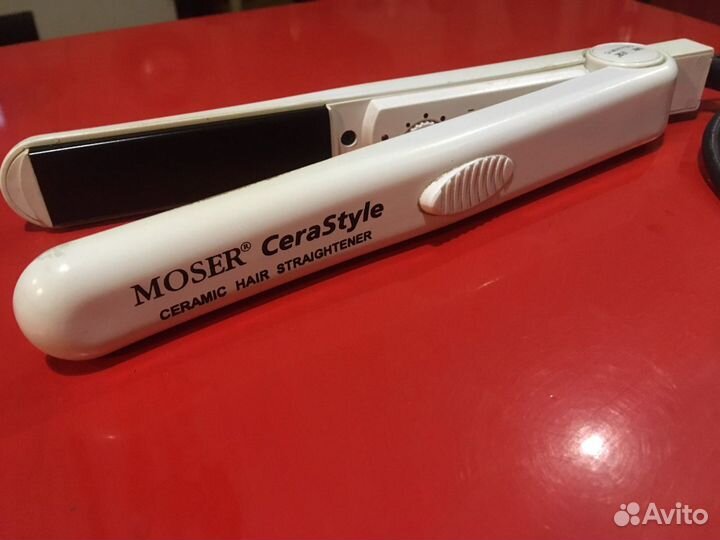 MOSER® CeraStyle
CERAMIC HAIR STRAIGHTENER
Avito